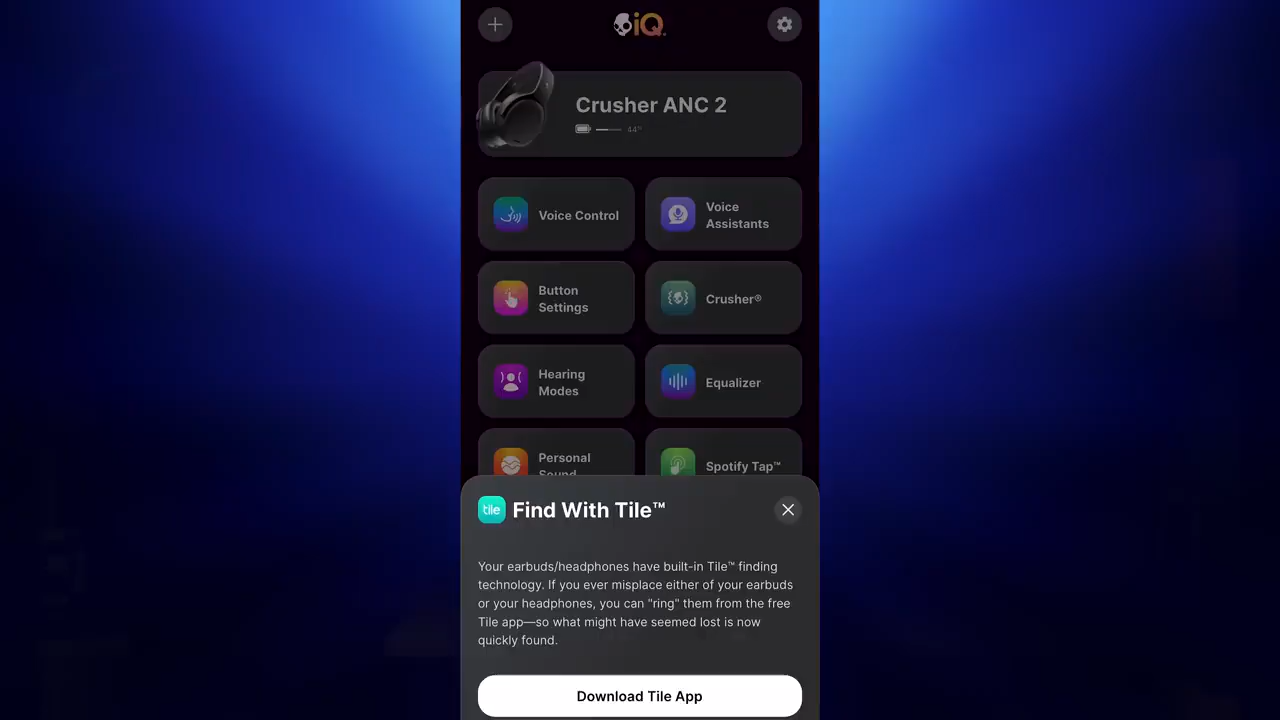 iQ
Crusher ANC 2
Voice Control
Voice
Assistants
Button
Settings
Crusher®
Hearing
Modes
Equalizer
Personal
Sound
Spotify Tap™
tile
Find With Tile™
Your earbuds/headphones have built-in Tile™ finding
technology. If you ever misplace either of your earbuds
or your headphones, you can "ring" them from the free
Tile app—so what might have seemed lost is now
quickly found.
Download Tile App